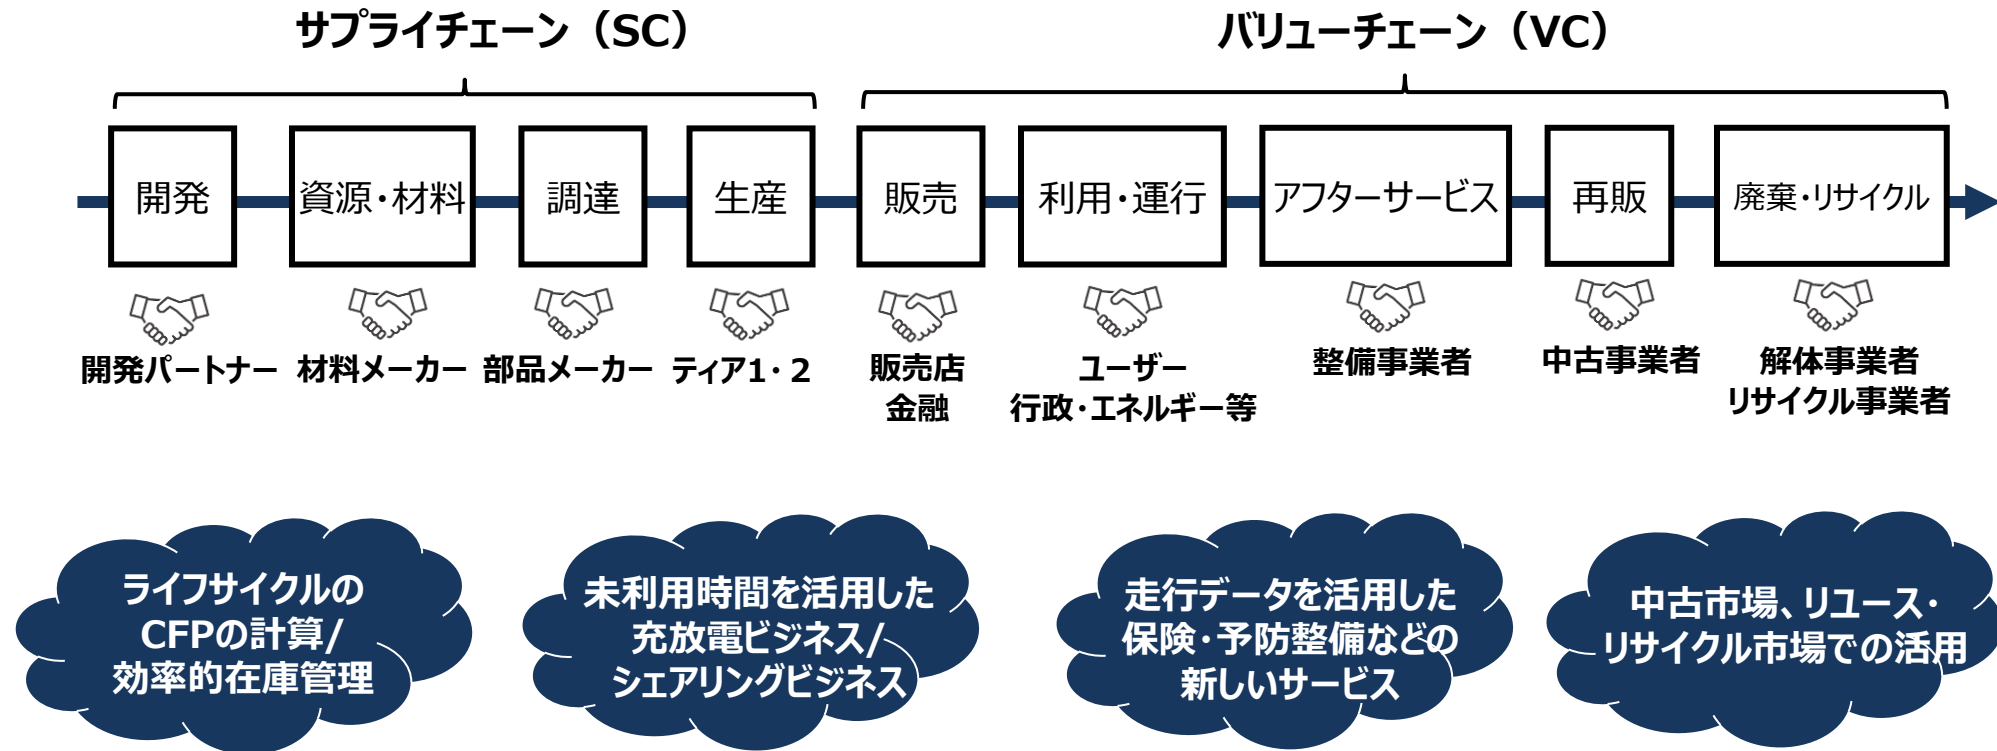 サプライチェーン（SC）
バリューチェーン（VC）
開発
資源・材料
調達
生産
販売
利用・運行
アフターサービス
再販
廃棄・リサイクル
開発パートナー
材料メーカー
部品メーカー
ティア1・2
販売店
金融
ユーザー
行政・エネルギー等
整備事業者
中古事業者
解体事業者
リサイクル事業者
ライフサイクルの
CFPの計算/
効率的在庫管理
未利用時間を活用した
充放電ビジネス/
シェアリングビジネス
走行データを活用した
保険・予防整備などの
新しいサービス
中古市場、リユース・
リサイクル市場での活用